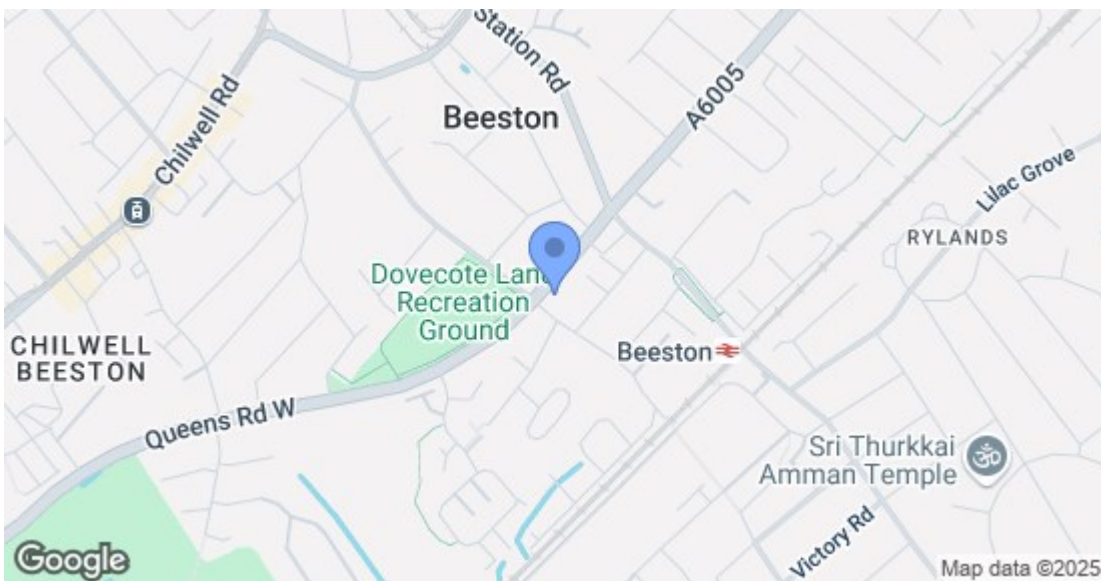 Station Rd
A6005
Beeston
Chilwell Rd
Lilac Grove
RYLANDS
Dovecote Lane
Recreation
Ground
CHILWELL
BEESTON
Beeston
Queens Rd W
Sri Thurkkai
Amman Temple
Victory Rd
Google
Map data ©2025